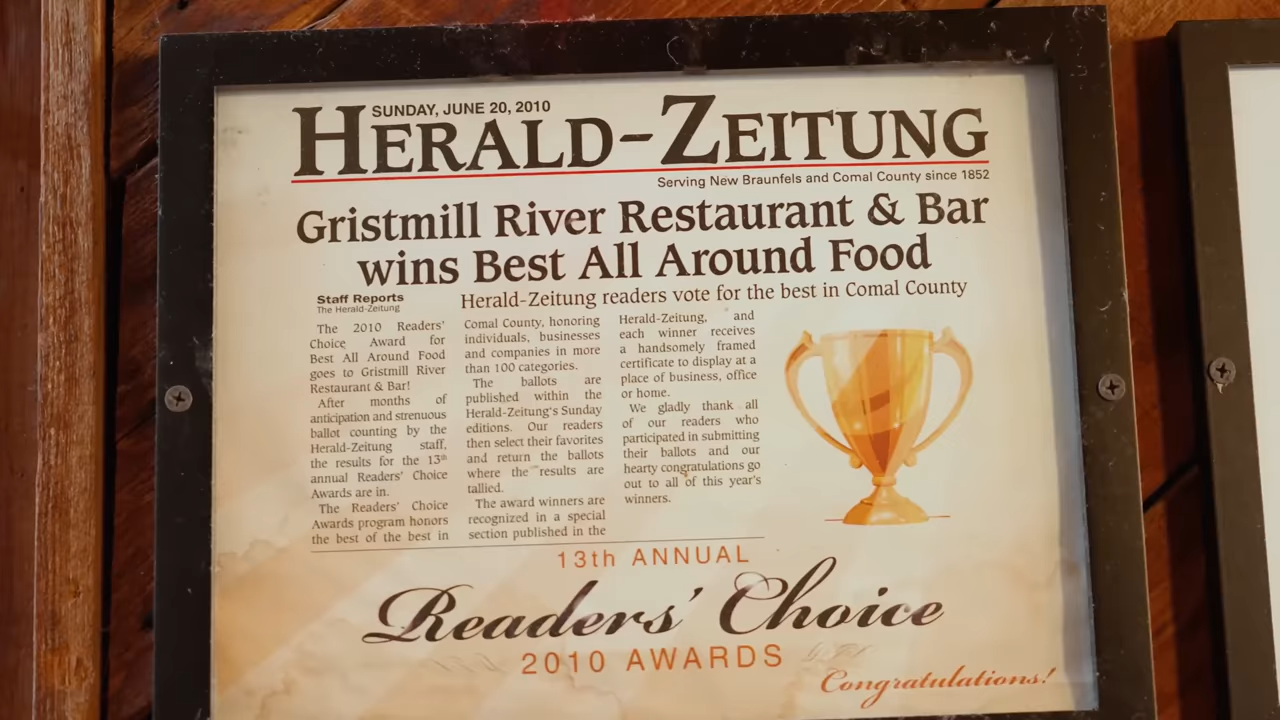 SUNDAY, JUNE 20, 2010
HERALD-ZEITUNG
Serving New Braunfels and Comal County since 1852
Gristmill River Restaurant & Bar
wins Best All Around Food
Staff Reports
The Herald-Zeitung
Herald-Zeitung readers vote for the best in Comal County
The 2010 Readers'
Choice Award for
Best All Around Food
goes to Gristmill River
Restaurant & Bar!
After months of
anticipation and strenuous
ballot counting by the
Herald-Zeitung staff,
the results for the 13th
annual Readers' Choice
Awards are in.
The Readers' Choice
Awards program honors
the best of the best in
Comal County, honoring
individuals, businesses
and companies in more
than 100 categories.
The ballots are
published within the
Herald-Zeitung's Sunday
editions. Our readers
then select their favorites
and return the ballots
where the results are
tallied.
The award winners are
recognized in a special
section published in the
Herald-Zeitung, and
each winner receives
a handsomely framed
certificate to display at a
place of business, office
or home.
We gladly thank all
of our readers who
participated in submitting
their ballots and our
hearty congratulations go
out to all of this year's
winners.
13th ANNUAL
Readers' Choice
2010 AWARDS
Congratulations!